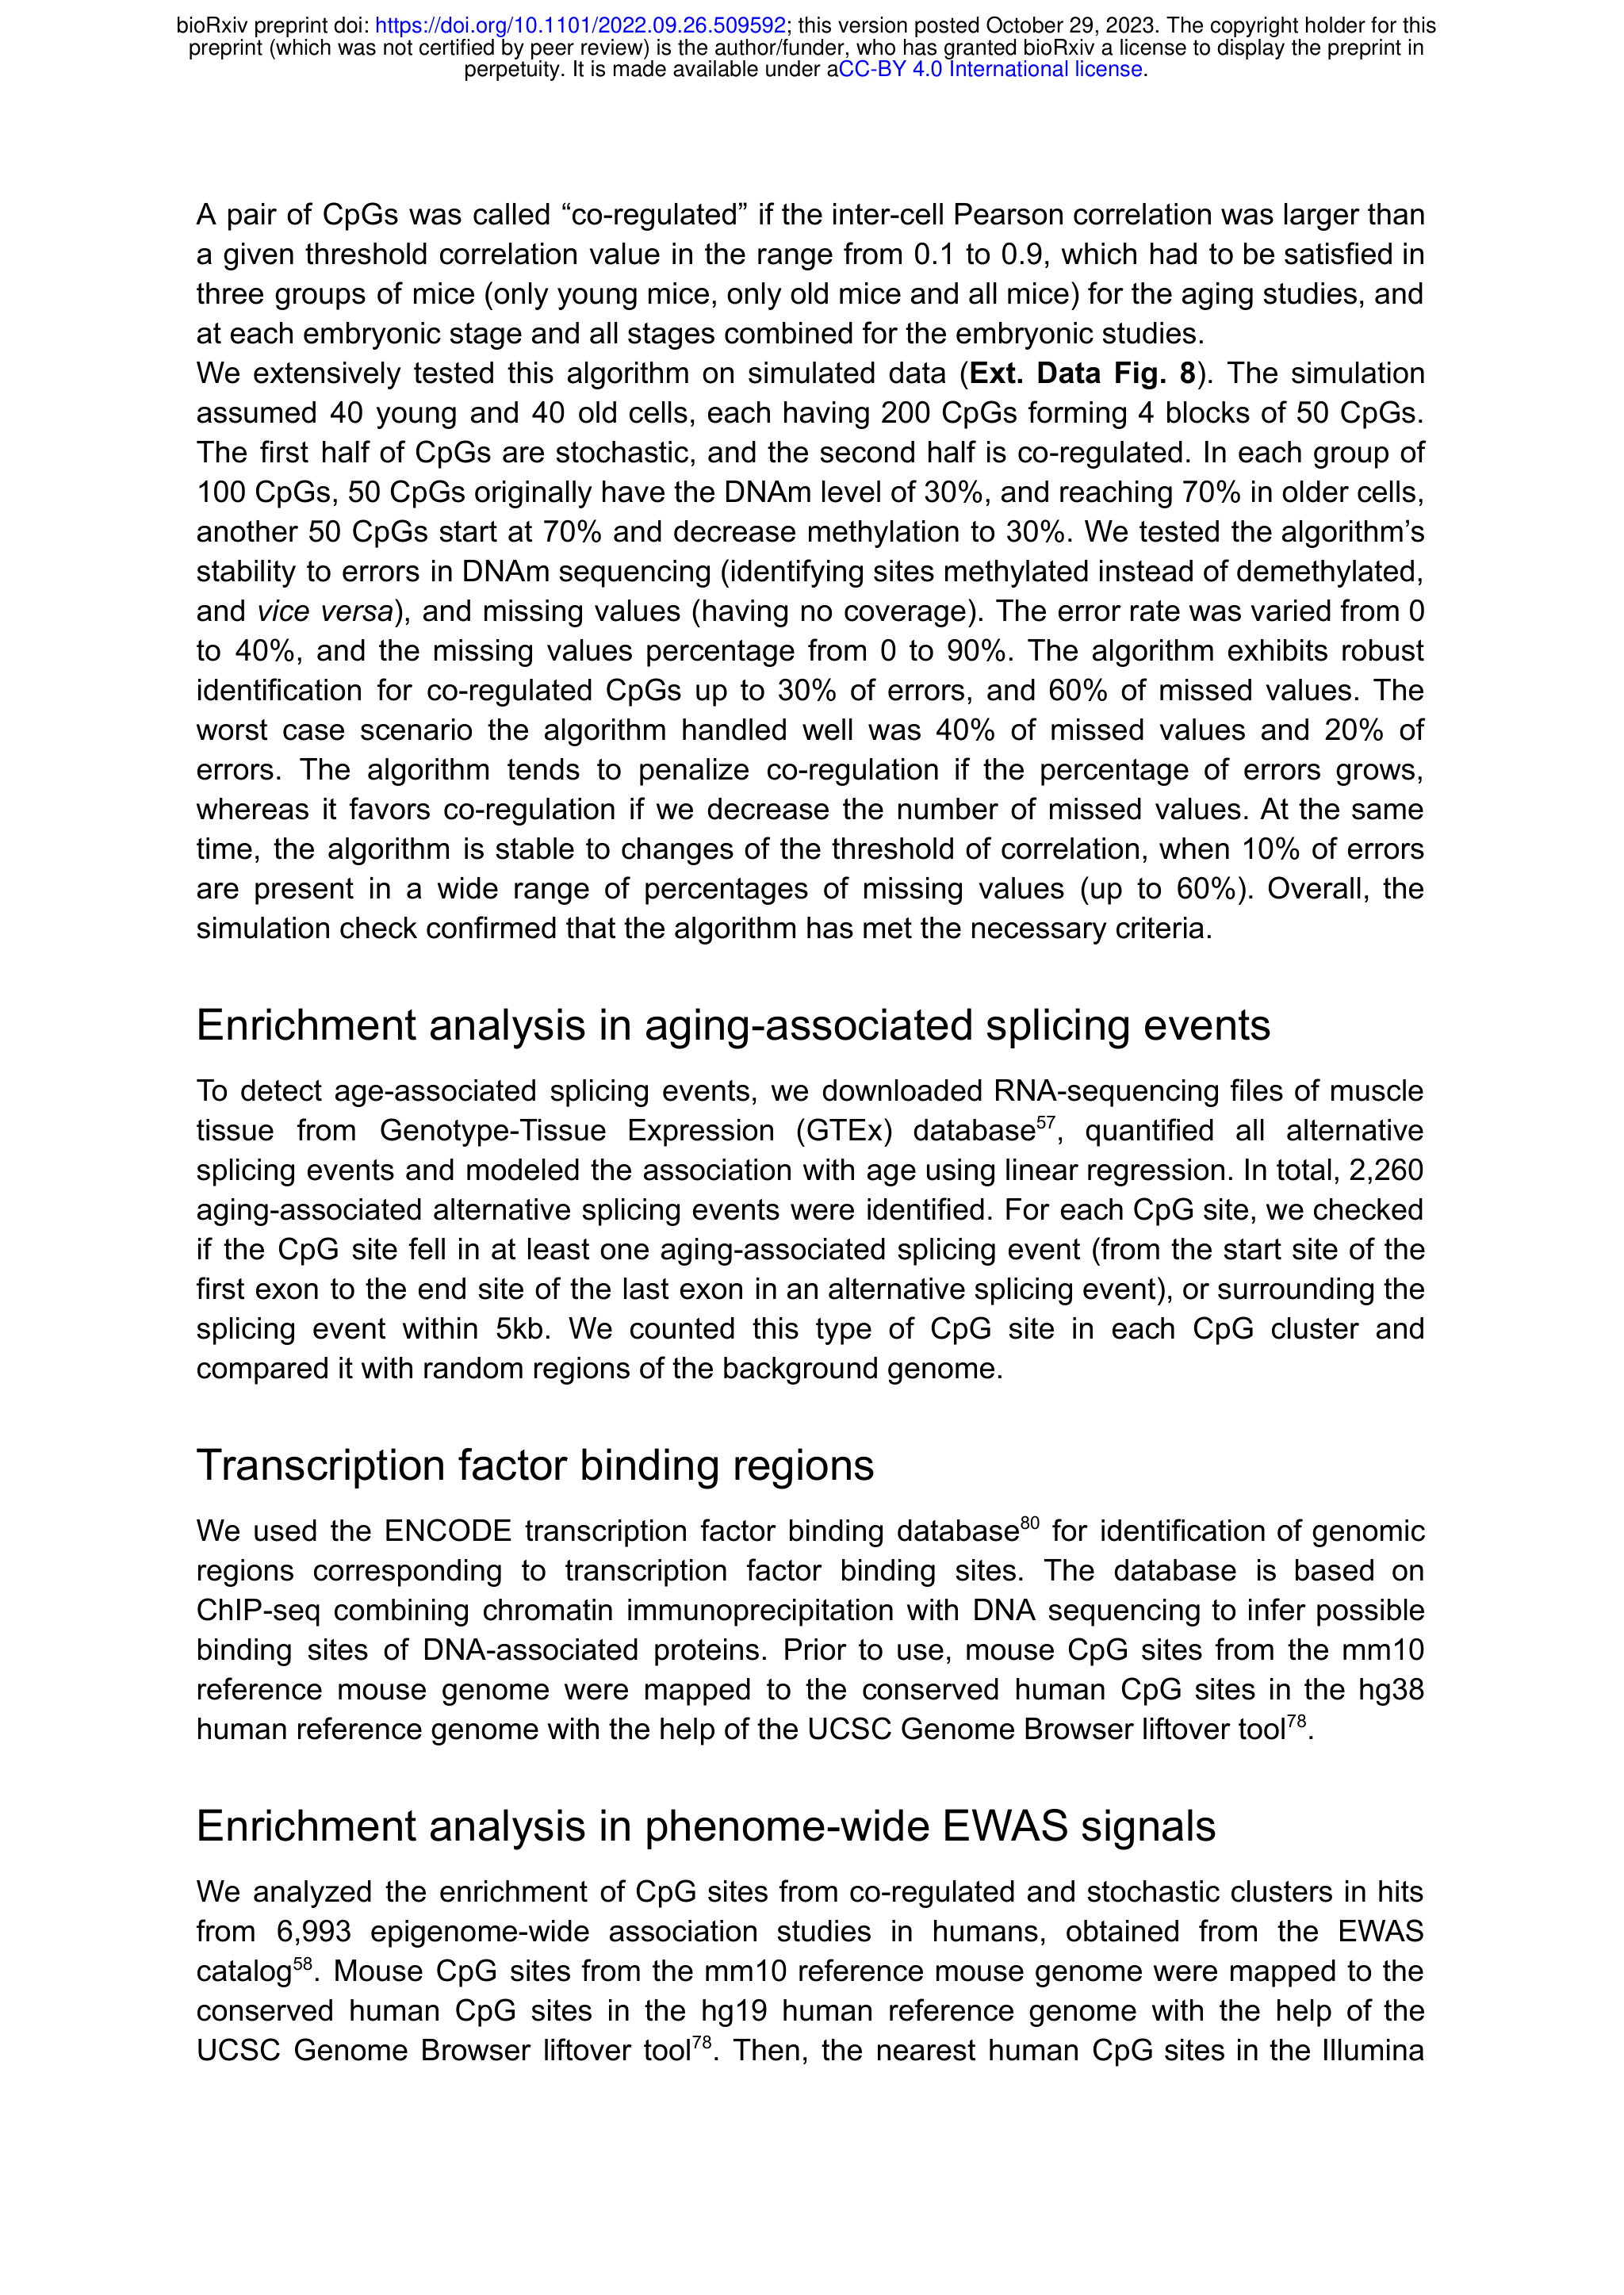 bioRxiv preprint doi: https://doi.org/10.1101/2022.09.26.509592; this version posted October 29, 2023. The copyright holder for this
preprint (which was not certified by peer review) is the author/funder, who has granted bioRxiv a license to display the preprint in
perpetuity. It is made available under aCC-BY 4.0 International license.
A pair of CpGs was called “co-regulated” if the inter-cell Pearson correlation was larger than
a given threshold correlation value in the range from 0.1 to 0.9, which had to be satisfied in
three groups of mice (only young mice, only old mice and all mice) for the aging studies, and
at each embryonic stage and all stages combined for the embryonic studies.
We extensively tested this algorithm on simulated data (Ext. Data Fig. 8). The simulation
assumed 40 young and 40 old cells, each having 200 CpGs forming 4 blocks of 50 CpGs.
The first half of CpGs are stochastic, and the second half is co-regulated. In each group of
100 CpGs, 50 CpGs originally have the DNAm level of 30%, and reaching 70% in older cells,
another 50 CpGs start at 70% and decrease methylation to 30%. We tested the algorithm’s
stability to errors in DNAm sequencing (identifying sites methylated instead of demethylated,
and vice versa), and missing values (having no coverage). The error rate was varied from 0
to 40%, and the missing values percentage from 0 to 90%. The algorithm exhibits robust
identification for co-regulated CpGs up to 30% of errors, and 60% of missed values. The
worst case scenario the algorithm handled well was 40% of missed values and 20% of
errors. The algorithm tends to penalize co-regulation if the percentage of errors grows,
whereas it favors co-regulation if we decrease the number of missed values. At the same
time, the algorithm is stable to changes of the threshold of correlation, when 10% of errors
are present in a wide range of percentages of missing values (up to 60%). Overall, the
simulation check confirmed that the algorithm has met the necessary criteria.
Enrichment analysis in aging-associated splicing events
To detect age-associated splicing events, we downloaded RNA-sequencing files of muscle
tissue from Genotype-Tissue Expression (GTEx) database57, quantified all alternative
splicing events and modeled the association with age using linear regression. In total, 2,260
aging-associated alternative splicing events were identified. For each CpG site, we checked
if the CpG site fell in at least one aging-associated splicing event (from the start site of the
first exon to the end site of the last exon in an alternative splicing event), or surrounding the
splicing event within 5kb. We counted this type of CpG site in each CpG cluster and
compared it with random regions of the background genome.
Transcription factor binding regions
We used the ENCODE transcription factor binding database80 for identification of genomic
regions corresponding to transcription factor binding sites. The database is based on
ChIP-seq combining chromatin immunoprecipitation with DNA sequencing to infer possible
binding sites of DNA-associated proteins. Prior to use, mouse CpG sites from the mm10
reference mouse genome were mapped to the conserved human CpG sites in the hg38
human reference genome with the help of the UCSC Genome Browser liftover tool78.
Enrichment analysis in phenome-wide EWAS signals
We analyzed the enrichment of CpG sites from co-regulated and stochastic clusters in hits
from 6,993 epigenome-wide association studies in humans, obtained from the EWAS
catalog58. Mouse CpG sites from the mm10 reference mouse genome were mapped to the
conserved human CpG sites in the hg19 human reference genome with the help of the
UCSC Genome Browser liftover tool78. Then, the nearest human CpG sites in the Illumina